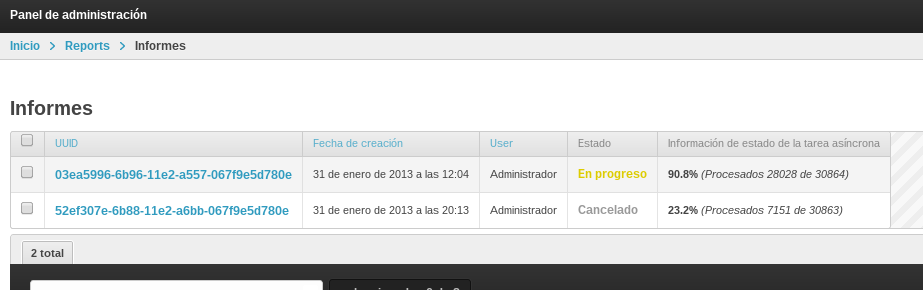 Panel de administración
Inicio > Reports > Informes
Informes
UUID Fecha de creación User Estado Información de estado de la tarea asíncrona
03ea5996-6b96-11e2-a557-067f9e5d780e 31 de enero de 2013 a las 12:04 Administrador En progreso 90.8% (Procesados 28028 de 30864)
52ef307e-6b88-11e2-a6bb-067f9e5d780e 31 de enero de 2013 a las 20:13 Administrador Cancelado 23.2% (Procesados 7151 de 30863)
2 total